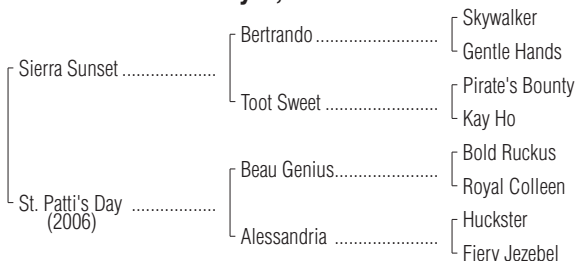 Skywalker
Bertrando ........................
Gentle Hands
Sierra Sunset ...................
Pirate's Bounty
Toot Sweet ......................
Kay Ho
Bold Ruckus
Beau Genius......................
Royal Colleen
St. Patti's Day .................
(2006)
Huckster
Alessandria .....................
Fiery Jezebel